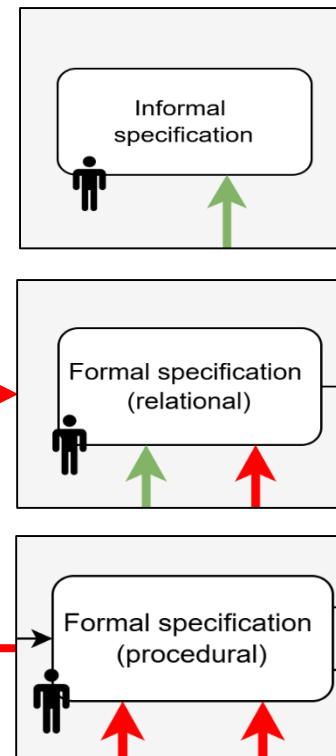 Informal
specification
Formal specification
(relational)
Formal specification
(procedural)